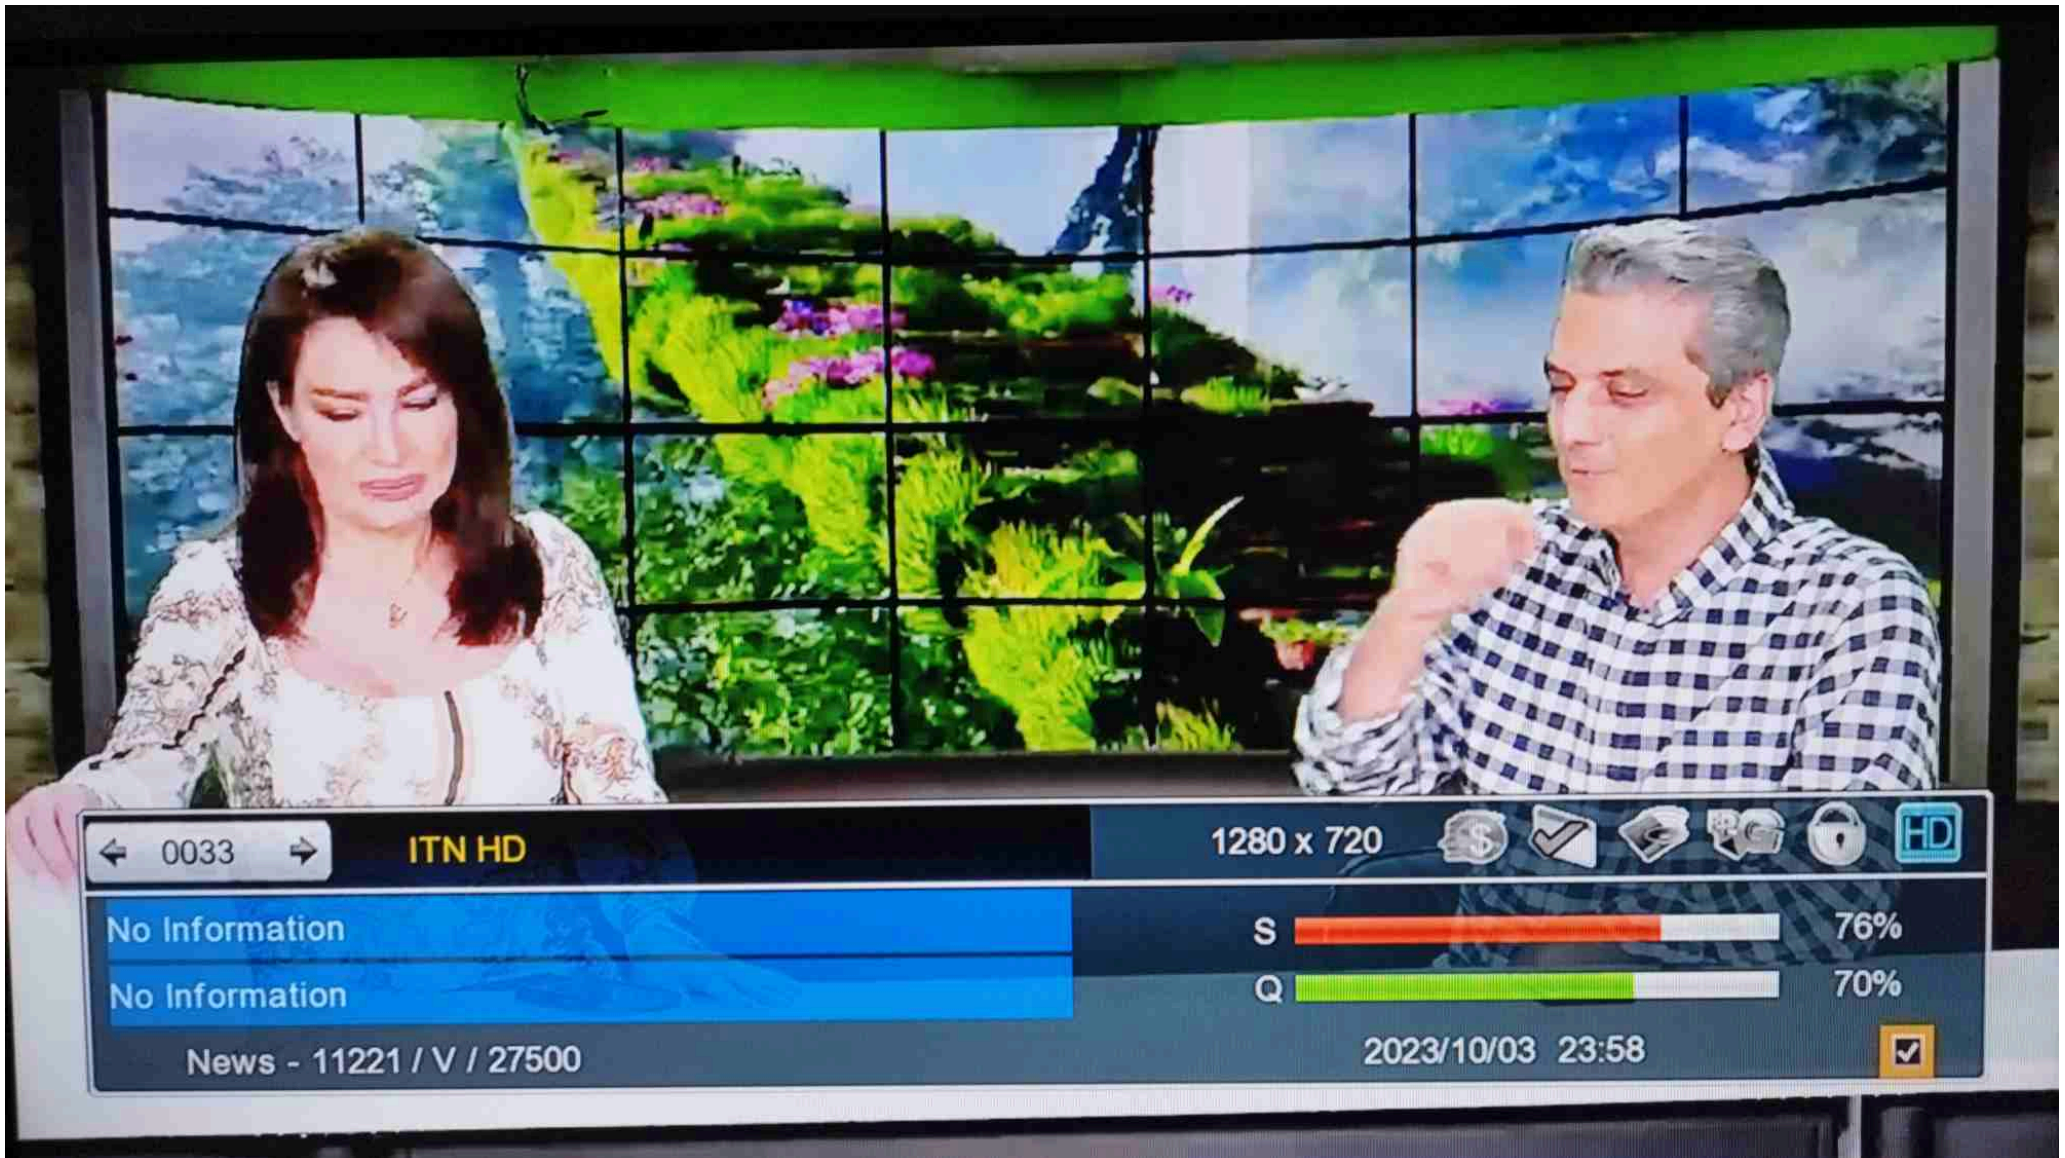 0033 ITN HD 1280 x 720 HD
No Information
S 76%
No Information
Q 70%
News - 11221 / V / 27500 2023/10/03 23:58